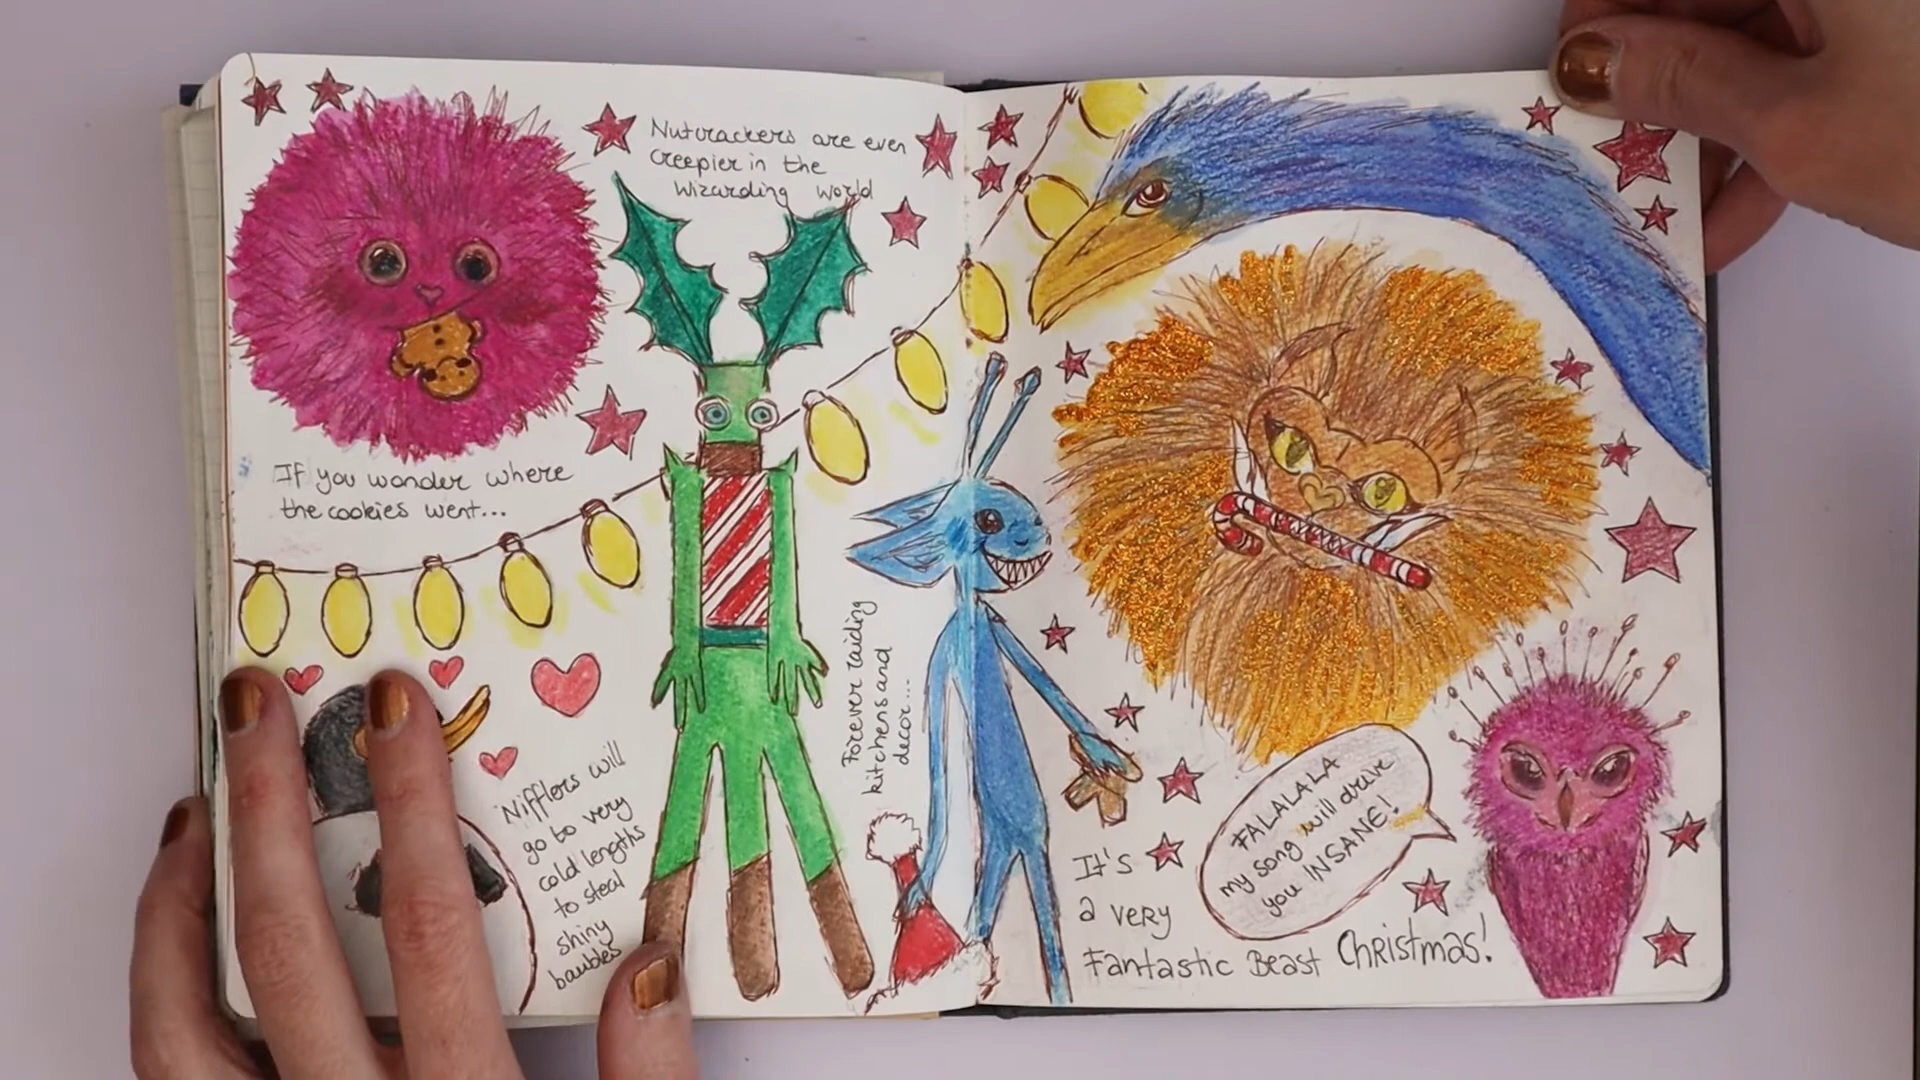 Nutcrackers are even
creepier in the
Wizarding world
If you wonder where
the cookies went...
Nifflers will
go to very
cold lengths
to steal
shiny
baubles
Forever raiding
kitchens and
decor...
FALALALA
my song will drive
you INSANE!
It's
a very
Fantastic Beast Christmas!